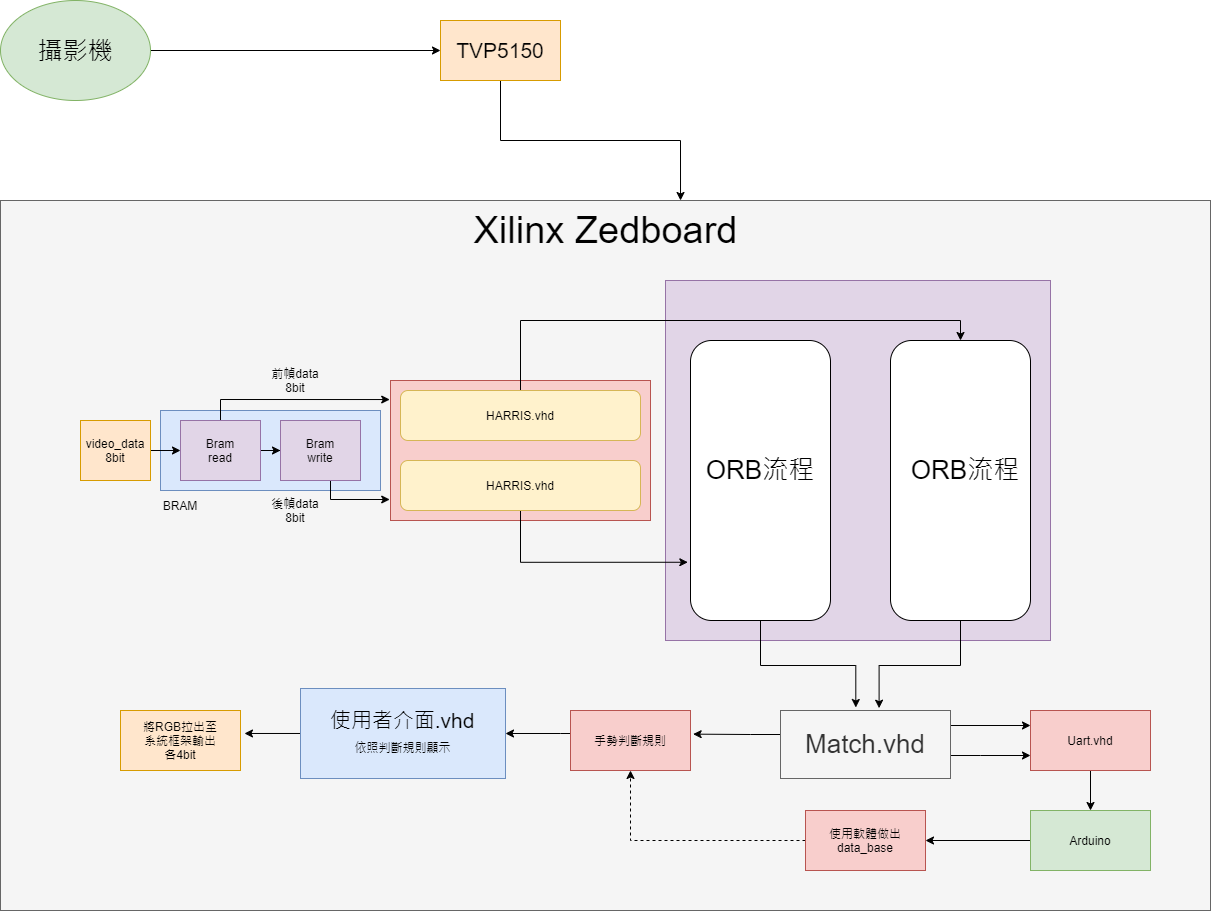 攝影機
TVP5150
Xilinx Zedboard
前幀data
8bit
video_data
8bit
Bram
read
Bram
write
BRAM
後幀data
8bit
HARRIS.vhd
HARRIS.vhd
ORB流程
ORB流程
將RGB拉出至
系統框架輸出
各4bit
使用者介面.vhd
依照判斷規則顯示
手勢判斷規則
Match.vhd
Uart.vhd
使用軟體做出
data_base
Arduino